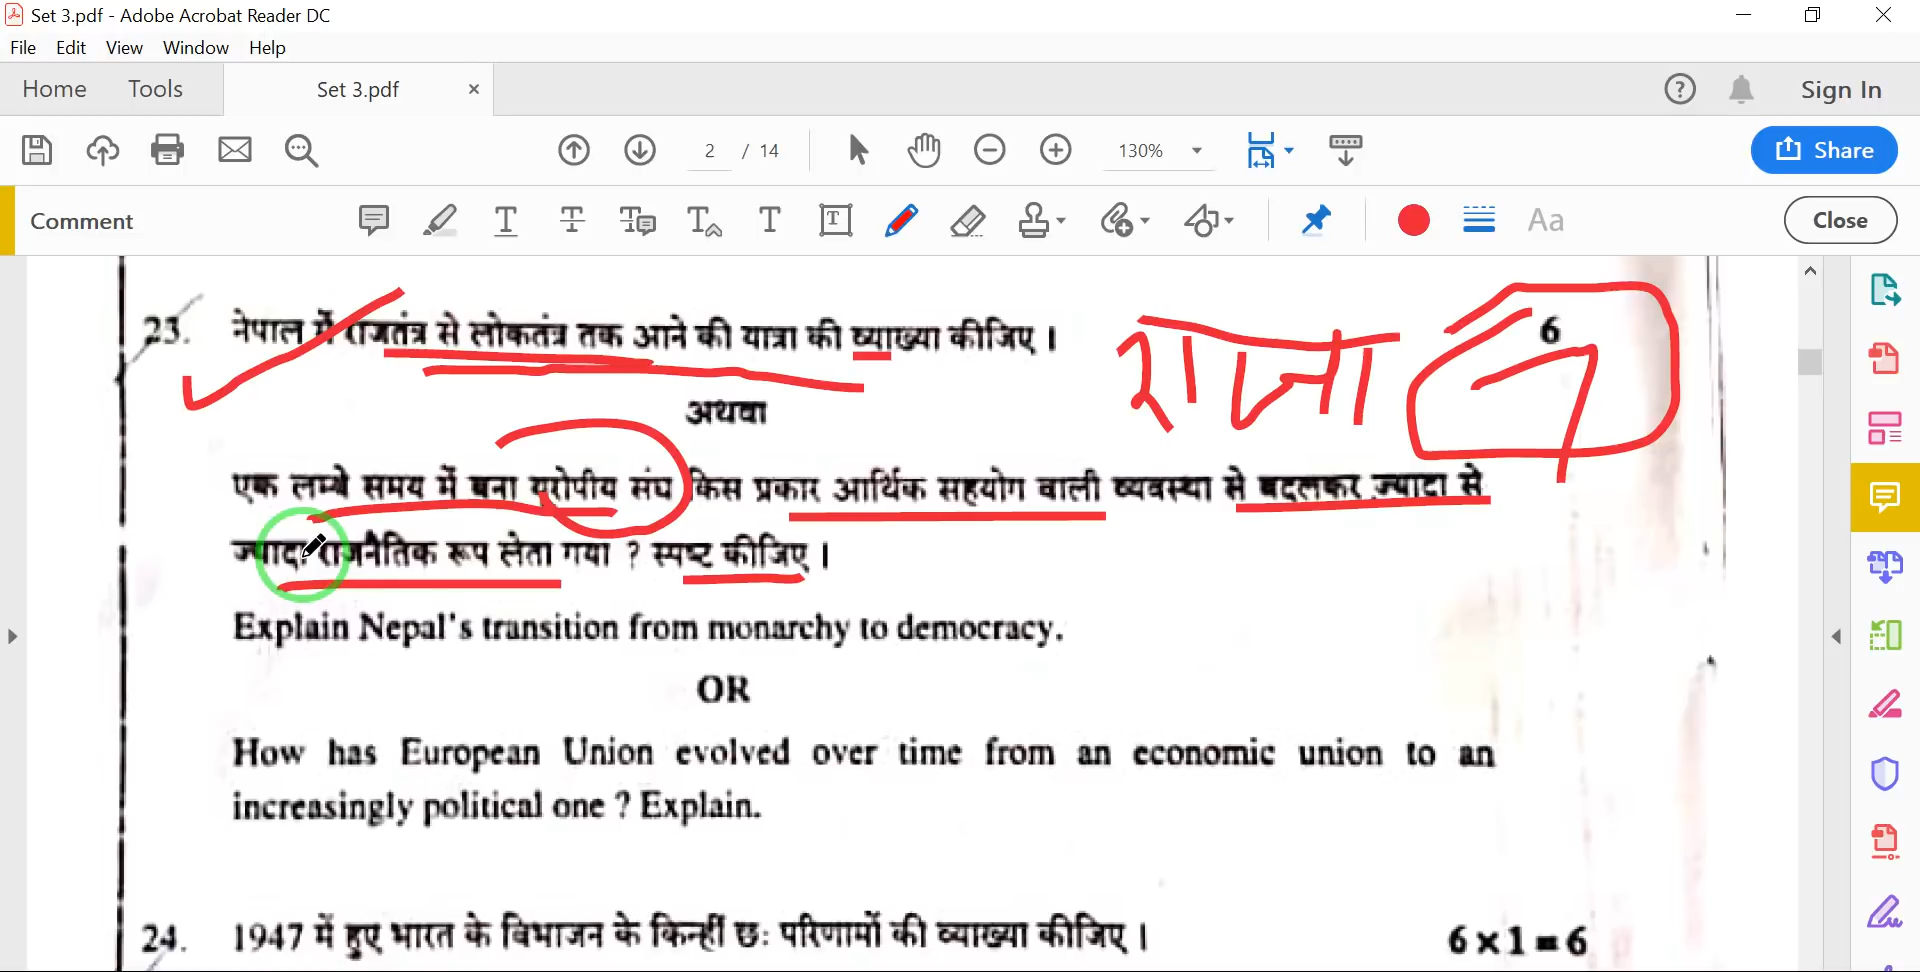 Set 3.pdf - Adobe Acrobat Reader DC
File Edit View Window Help
Home Tools Set 3.pdf × ? Sign In
2 / 14 130% Share
Comment T T T T T T Aa Close
23. नेपाल में राजतंत्र से लोकतंत्र तक आने की यात्रा की व्याख्या कीजिए । 6
राजा
अथवा
एक लम्बे समय में बना यूरोपीय संघ किस प्रकार आर्थिक सहयोग वाली व्यवस्था से बदलकर ज्यादा से
ज्यादा राजनैतिक रूप लेता गया ? स्पष्ट कीजिए ।
Explain Nepal's transition from monarchy to democracy.
OR
How has European Union evolved over time from an economic union to an
increasingly political one ? Explain.
24. 1947 में हुए भारत के विभाजन के किन्हीं छः परिणामों की व्याख्या कीजिए । 6 x 1 = 6